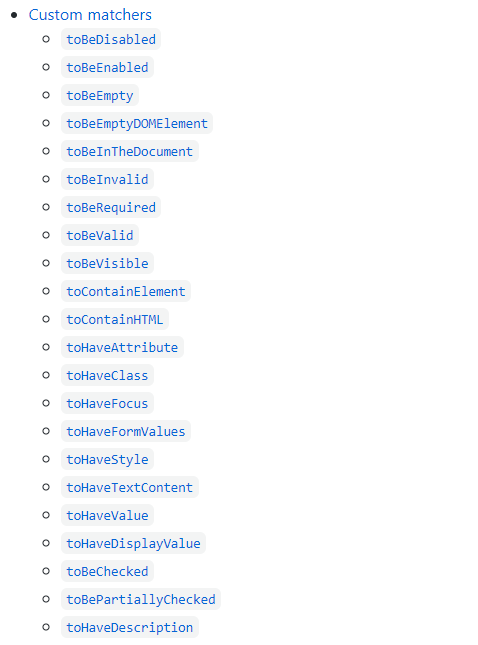 Custom matchers
toBeDisabled
toBeEnabled
toBeEmpty
toBeEmptyDOMElement
toBeInTheDocument
toBeInvalid
toBeRequired
toBeValid
toBeVisible
toContainElement
toContainHTML
toHaveAttribute
toHaveClass
toHaveFocus
toHaveFormValues
toHaveStyle
toHaveTextContent
toHaveValue
toHaveDisplayValue
toBeChecked
toBePartiallyChecked
toHaveDescription